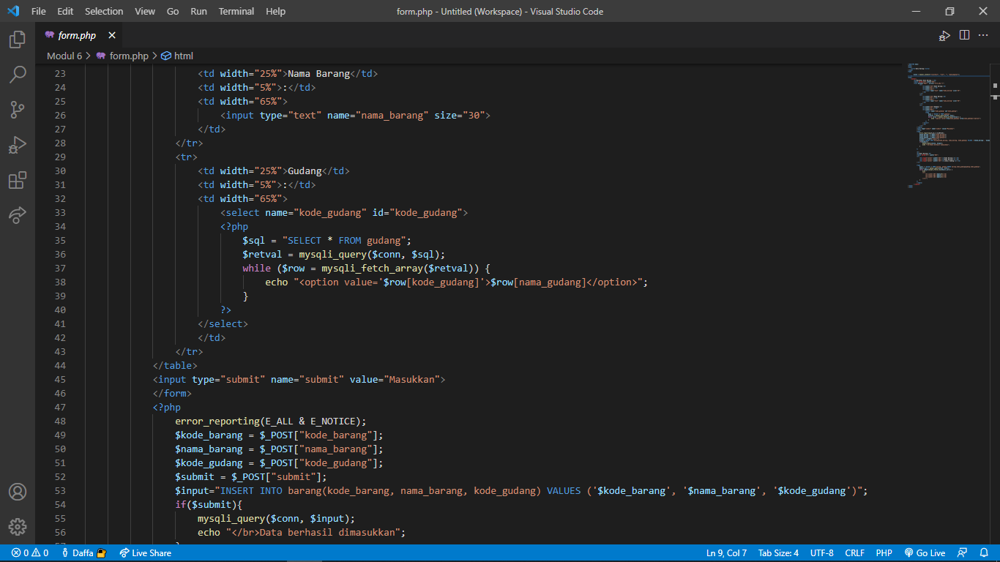 File Edit Selection View Go Run Terminal Help form.php - Untitled (Workspace) - Visual Studio Code
form.php
Modul 6 > form.php > html
23 <td width="25%">Nama Barang</td>
24 <td width="5%">:</td>
25 <td width="65%">
26 <input type="text" name="nama_barang" size="30">
27 </td>
28 </tr>
29 <tr>
30 <td width="25%">Gudang</td>
31 <td width="5%">:</td>
32 <td width="65%">
33 <select name="kode_gudang" id="kode_gudang">
34 <?php
35 $sql = "SELECT * FROM gudang";
36 $retval = mysqli_query($conn, $sql);
37 while ($row = mysqli_fetch_array($retval)) {
38 echo "<option value='$row[kode_gudang]'>$row[nama_gudang]</option>";
39 }
40 ?>
41 </select>
42 </td>
43 </tr>
44 </table>
45 <input type="submit" name="submit" value="Masukkan">
46 </form>
47 <?php
48 error_reporting(E_ALL & E_NOTICE);
49 $kode_barang = $_POST["kode_barang"];
50 $nama_barang = $_POST["nama_barang"];
51 $kode_gudang = $_POST["kode_gudang"];
52 $submit = $_POST["submit"];
53 $input="INSERT INTO barang(kode_barang, nama_barang, kode_gudang) VALUES ('$kode_barang', '$nama_barang', '$kode_gudang')";
54 if($submit){
55 mysqli_query($conn, $input);
56 echo "</br>Data berhasil dimasukkan";
0 0 Daffa Live Share Ln 9, Col 7 Tab Size: 4 UTF-8 CRLF PHP Go Live